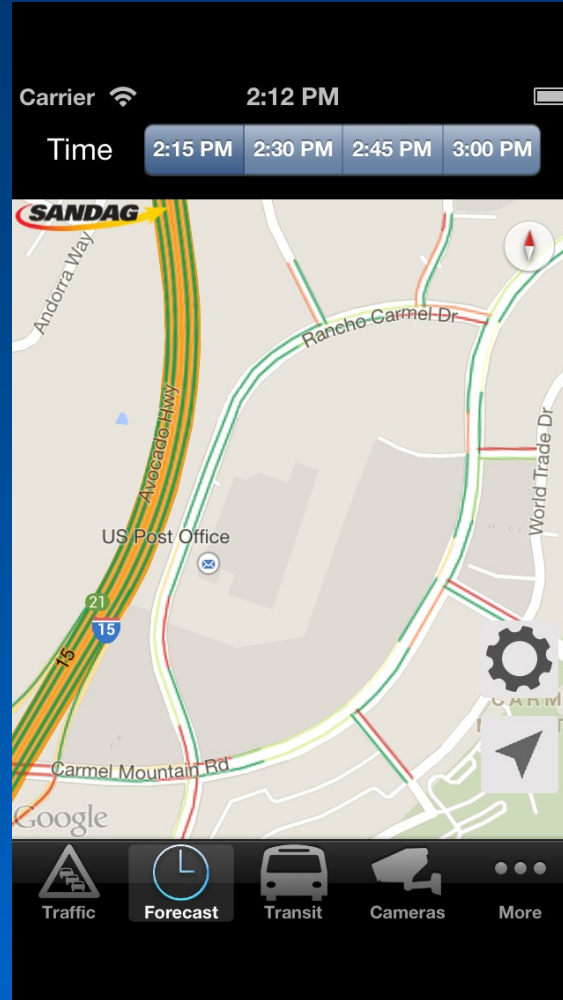 Carrier 2:12 PM
Time 2:15 PM 2:30 PM 2:45 PM 3:00 PM
SANDAG
Andorra Way
Rancho Carmel Dr
Avocado Hwy
World Trade Dr
US Post Office
21
15
15
CARM
Carmel Mountain Rd
Google
Traffic Forecast Transit Cameras More